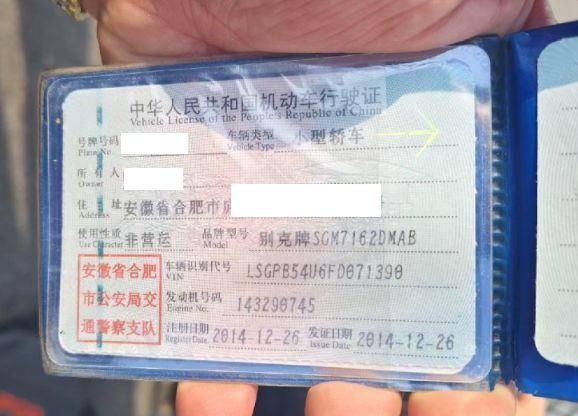 中华人民共和国机动车行驶证
Vehicle License of the People's Republic of China
号牌号码 车辆类型 小型轿车
Plate No. Vehicle Type
所有人
Owner
住址 安徽省合肥市
Address
使用性质 非营运 品牌型号 别克牌SGM7162DMAB
Use Character Model
安徽省合肥 车辆识别代号 LSGPB54U6FD071390
VIN
市公安局交 发动机号码 143290745
Engine No.
通警察支队 注册日期 2014-12-26 发证日期 2014-12-26
Register Date Issue Date